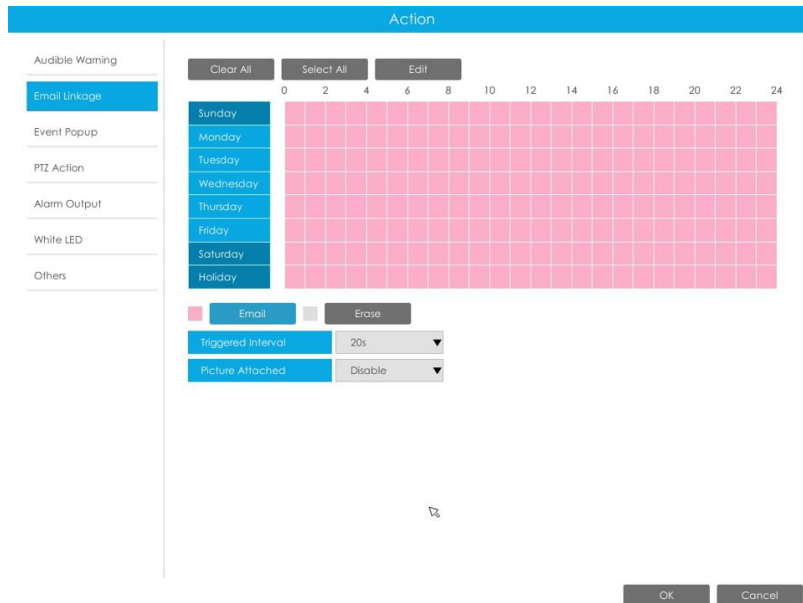 Action
Audible Warning
Email Linkage
Event Popup
PTZ Action
Alarm Output
White LED
Others
Clear All Select All Edit
0 2 4 6 8 10 12 14 16 18 20 22 24
Sunday
Monday
Tuesday
Wednesday
Thursday
Friday
Saturday
Holiday
Email Erase
Triggered Interval 20s
Picture Attached Disable
OK Cancel